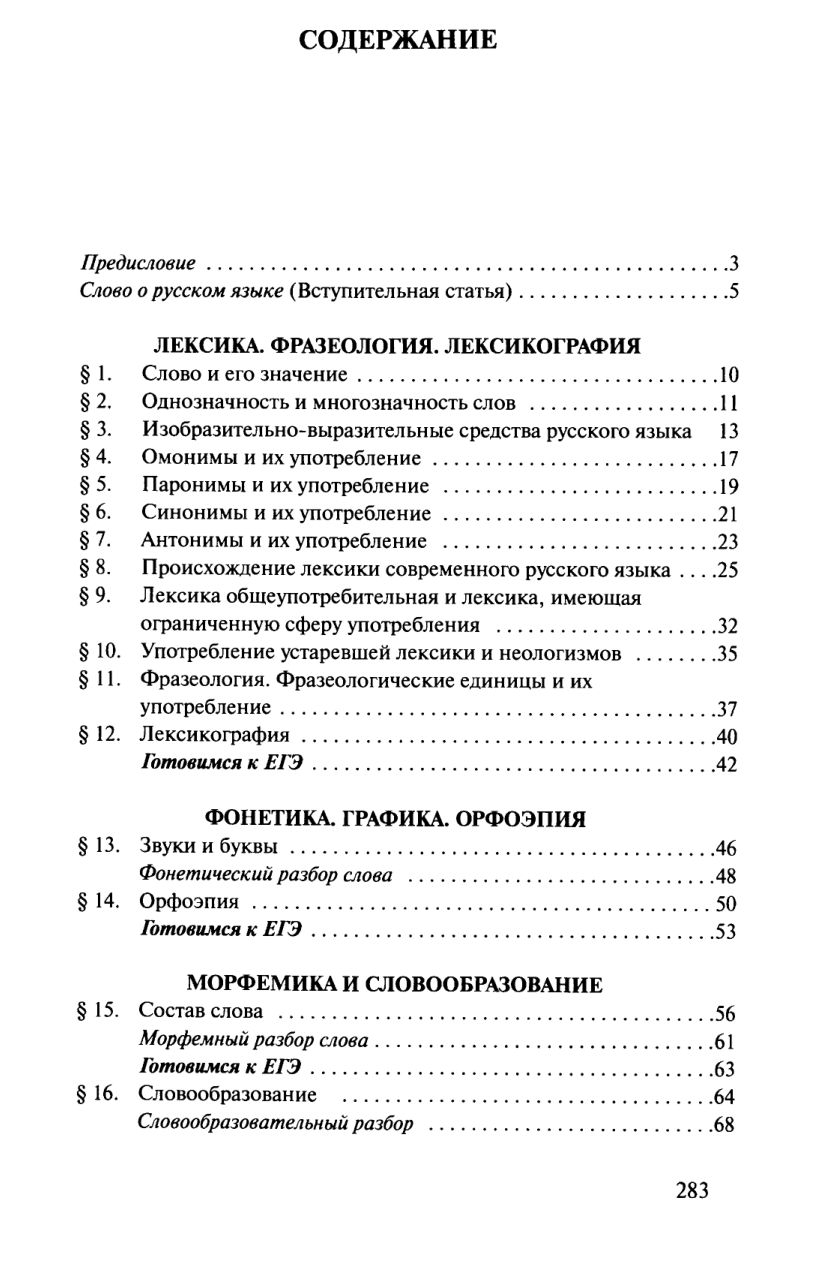 СОДЕРЖАНИЕ
Предисловие . . . . . . . . . . . . . . . . . . . . . . . . . . . . . . . . . . . . . . . . . .3
Слово о русском языке (Вступительная статья) . . . . . . . . . . . . . . . . .5
ЛЕКСИКА. ФРАЗЕОЛОГИЯ. ЛЕКСИКОГРАФИЯ
§ 1. Слово и его значение . . . . . . . . . . . . . . . . . . . . . . . . . . . . .10
§ 2. Однозначность и многозначность слов . . . . . . . . . . . . . . .11
§ 3. Изобразительно-выразительные средства русского языка 13
§ 4. Омонимы и их употребление . . . . . . . . . . . . . . . . . . . . . . .17
§ 5. Паронимы и их употребление . . . . . . . . . . . . . . . . . . . . . .19
§ 6. Синонимы и их употребление . . . . . . . . . . . . . . . . . . . . . .21
§ 7. Антонимы и их употребление . . . . . . . . . . . . . . . . . . . . . .23
§ 8. Происхождение лексики современного русского языка . . . .25
§ 9. Лексика общеупотребительная и лексика, имеющая
ограниченную сферу употребления . . . . . . . . . . . . . . . . . .32
§ 10. Употребление устаревшей лексики и неологизмов . . . . . . .35
§ 11. Фразеология. Фразеологические единицы и их
употребление . . . . . . . . . . . . . . . . . . . . . . . . . . . . . . . . . . .37
§ 12. Лексикография . . . . . . . . . . . . . . . . . . . . . . . . . . . . . . . . .40
Готовимся к ЕГЭ . . . . . . . . . . . . . . . . . . . . . . . . . . . . . . . .42
ФОНЕТИКА. ГРАФИКА. ОРФОЭПИЯ
§ 13. Звуки и буквы . . . . . . . . . . . . . . . . . . . . . . . . . . . . . . . . . .46
Фонетический разбор слова . . . . . . . . . . . . . . . . . . . . . . . .48
§ 14. Орфоэпия . . . . . . . . . . . . . . . . . . . . . . . . . . . . . . . . . . . . . 50
Готовимся к ЕГЭ . . . . . . . . . . . . . . . . . . . . . . . . . . . . . . . .53
МОРФЕМИКА И СЛОВООБРАЗОВАНИЕ
§ 15. Состав слова . . . . . . . . . . . . . . . . . . . . . . . . . . . . . . . . . . .56
Морфемный разбор слова . . . . . . . . . . . . . . . . . . . . . . . . . . .61
Готовимся к ЕГЭ . . . . . . . . . . . . . . . . . . . . . . . . . . . . . . . .63
§ 16. Словообразование . . . . . . . . . . . . . . . . . . . . . . . . . . . . . .64
Словообразовательный разбор . . . . . . . . . . . . . . . . . . . . . . .68
283